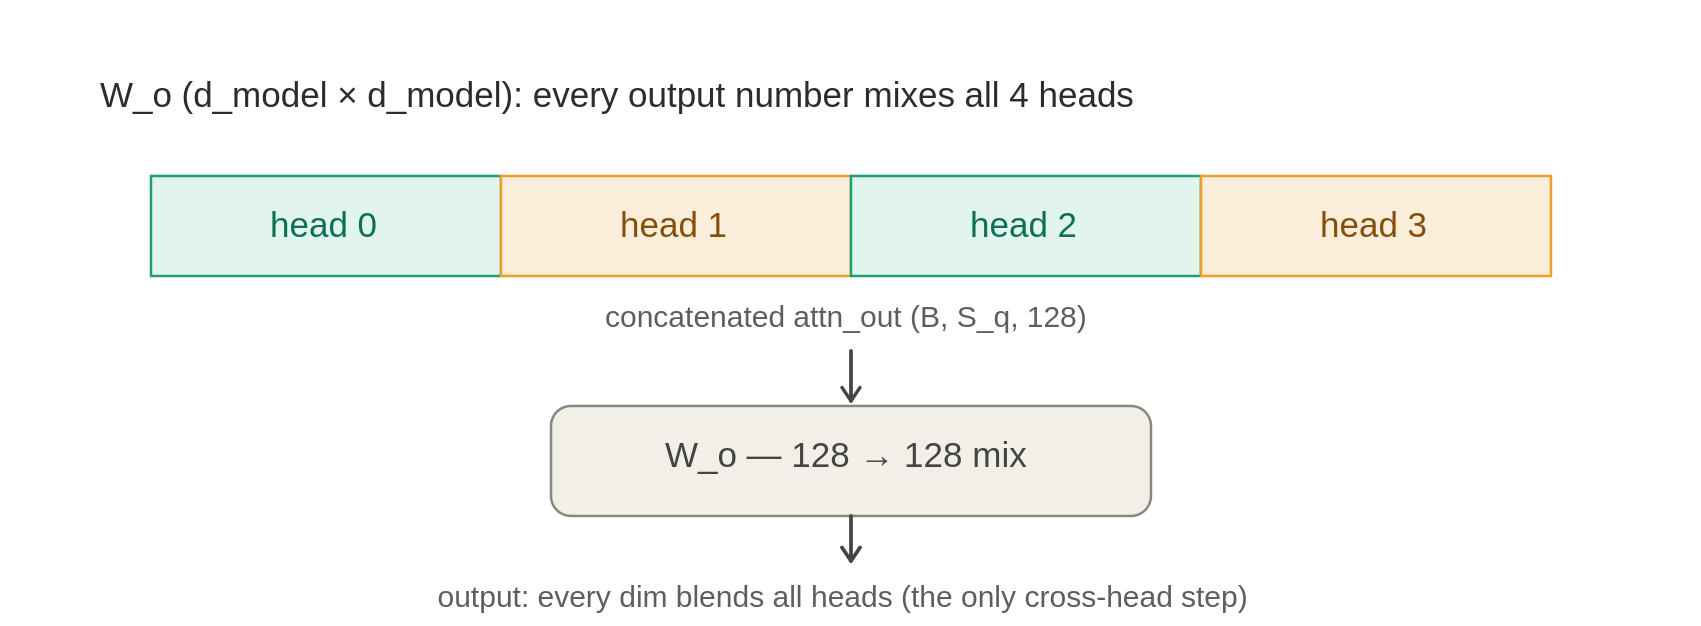 W_o (d_model × d_model): every output number mixes all 4 heads
head 0 head 1 head 2 head 3
concatenated attn_out (B, S_q, 128)
W_o — 128 → 128 mix
output: every dim blends all heads (the only cross-head step)